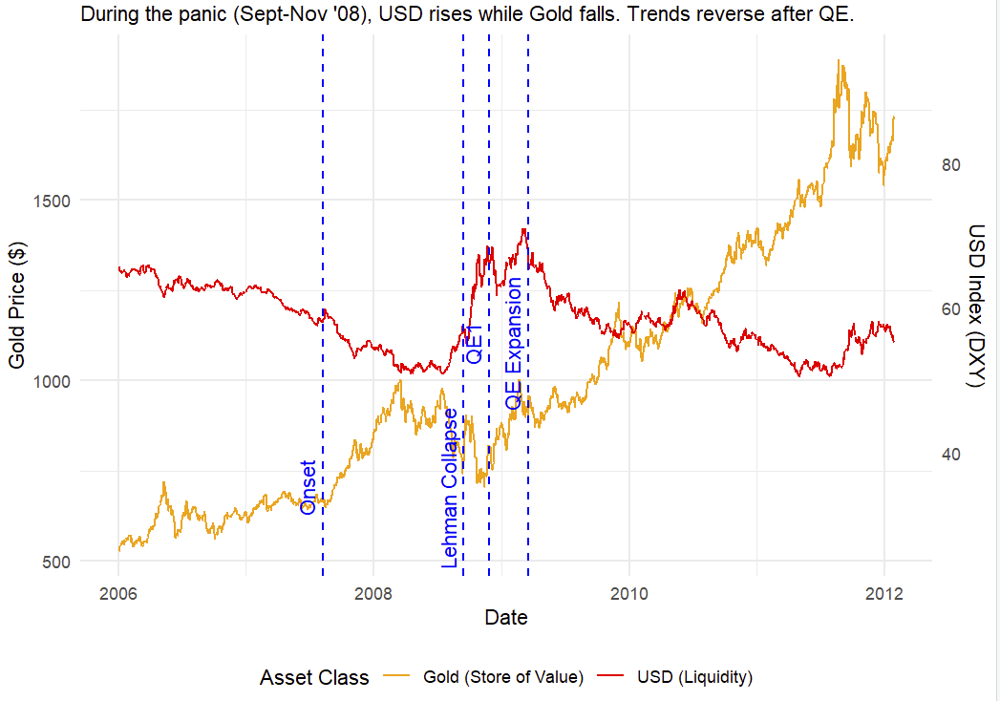 During the panic (Sept-Nov '08), USD rises while Gold falls. Trends reverse after QE.
Gold Price ($)
1500
1000
500
80
60
40
USD Index (DXY)
Onset
Lehman Collapse
QE1
QE Expansion
2006
2008
2010
2012
Date
Asset Class
Gold (Store of Value)
USD (Liquidity)